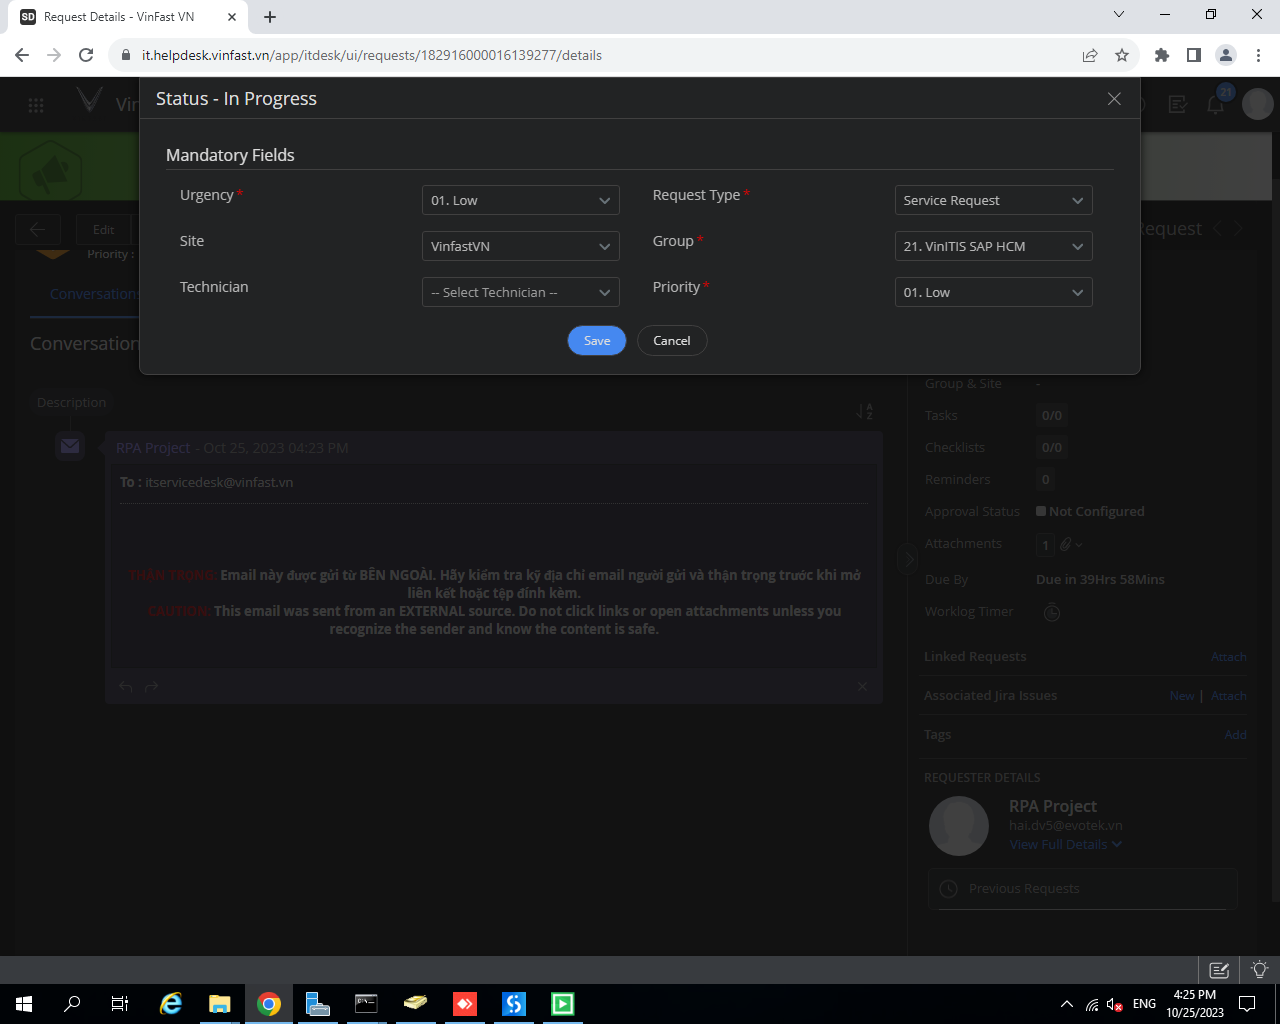 Request Details - VinFast VN
it.helpdesk.vinfast.vn/app/itdesk/ui/requests/182916000016139277/details
Status - In Progress
21
Mandatory Fields
Urgency *
01. Low
Request Type *
Service Request
Site
VinfastVN
Group *
21. VinITIS SAP HCM
Technician
-- Select Technician --
Priority *
01. Low
Save
Cancel
Edit
Request
Priority :
Conversations
Conversation
Description
RPA Project - Oct 25, 2023 04:23 PM
To : itservicedesk@vinfast.vn
THẬN TRỌNG: Email này được gửi từ BÊN NGOÀI. Hãy kiểm tra kỹ địa chỉ email người gửi và thận trọng trước khi mở
liên kết hoặc tệp đính kèm.
CAUTION: This email was sent from an EXTERNAL source. Do not click links or open attachments unless you
recognize the sender and know the content is safe.
Group & Site -
Tasks 0/0
Checklists 0/0
Reminders 0
Approval Status Not Configured
Attachments 1
Due By Due in 39Hrs 58Mins
Worklog Timer
Linked Requests Attach
Associated Jira Issues New | Attach
Tags Add
REQUESTER DETAILS
RPA Project
hai.dv5@evotek.vn
View Full Details
Previous Requests
ENG
4:25 PM
10/25/2023